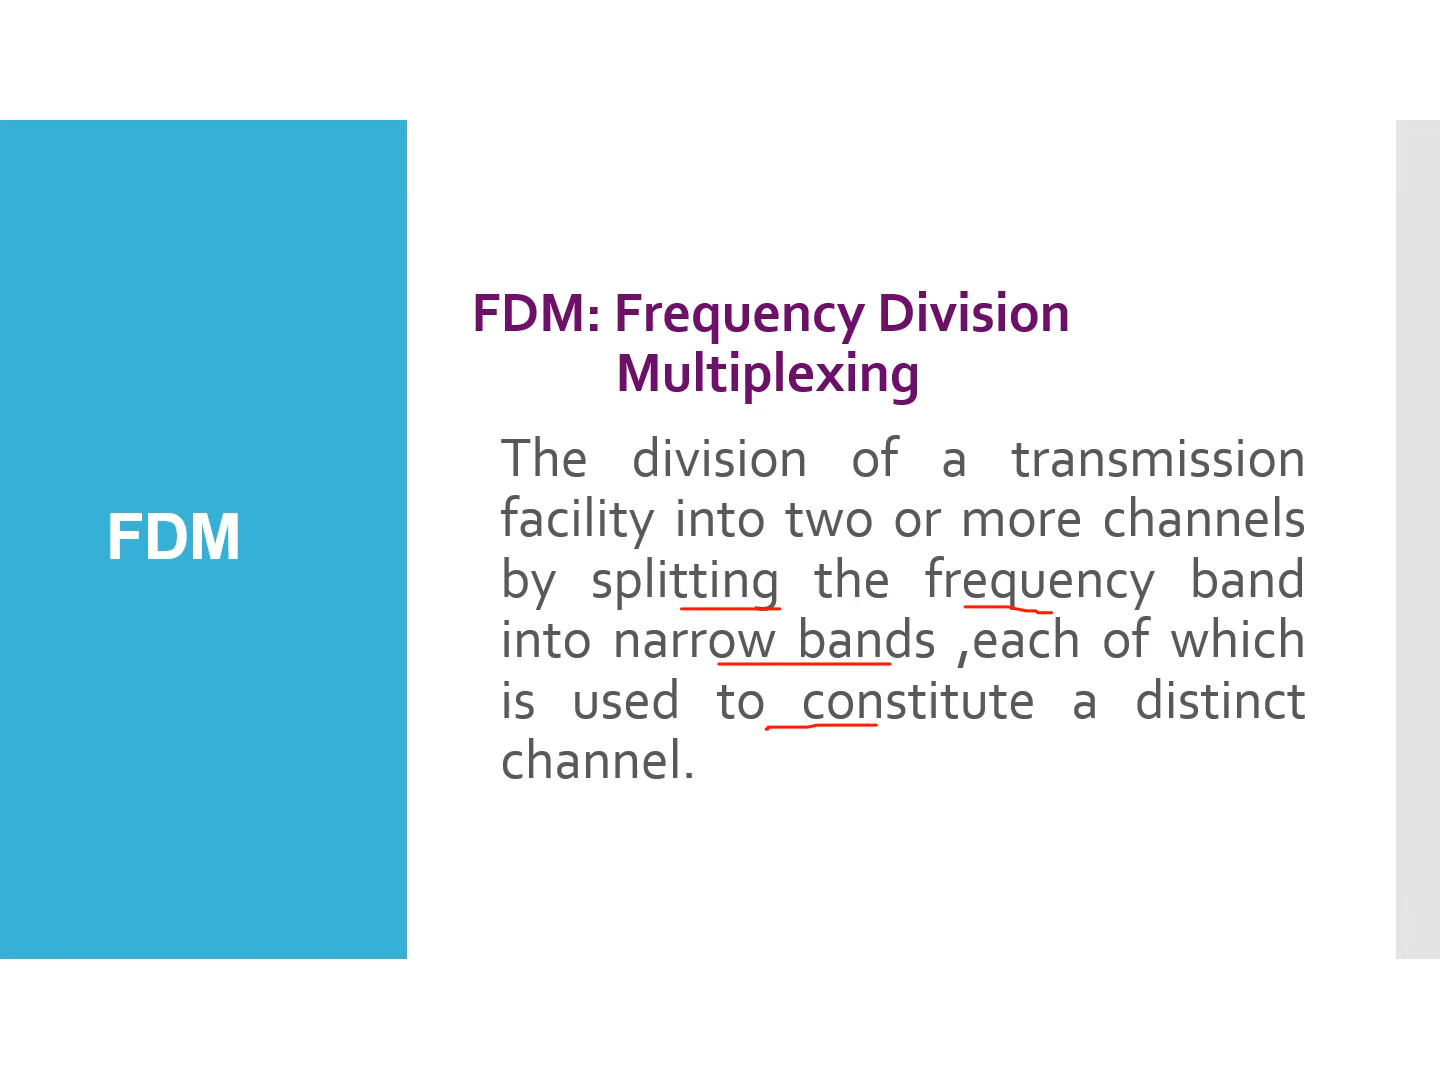 FDM
FDM: Frequency Division
Multiplexing
The division of a transmission
facility into two or more channels
by splitting the frequency band
into narrow bands ,each of which
is used to constitute a distinct
channel.